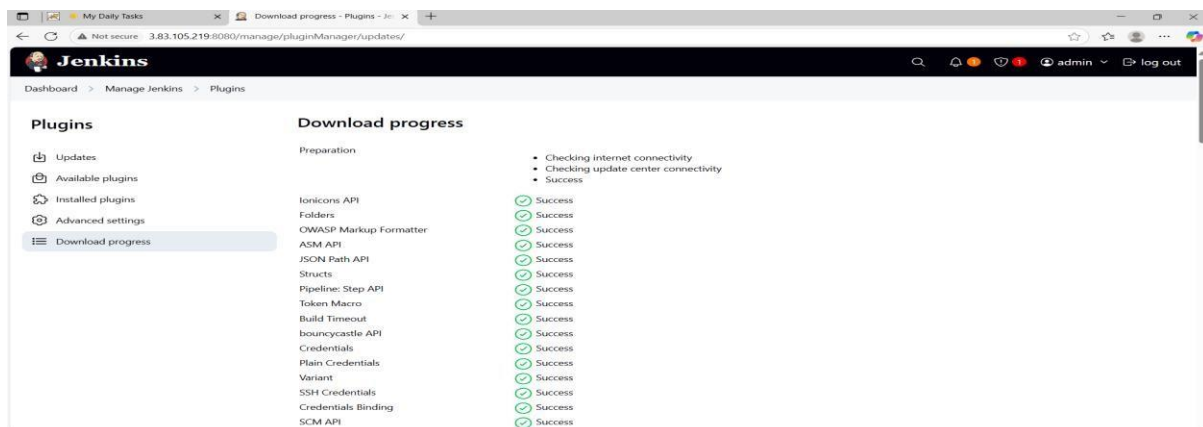 My Daily Tasks
Download progress - Plugins - Je
Not secure 3.83.105.219:8080/manage/pluginManager/updates/
Jenkins
1 1 admin log out
Dashboard > Manage Jenkins > Plugins
Plugins
Updates
Available plugins
Installed plugins
Advanced settings
Download progress
Download progress
Preparation
• Checking internet connectivity
• Checking update center connectivity
• Success
Ionicons API Success
Folders Success
OWASP Markup Formatter Success
ASM API Success
JSON Path API Success
Structs Success
Pipeline: Step API Success
Token Macro Success
Build Timeout Success
bouncycastle API Success
Credentials Success
Plain Credentials Success
Variant Success
SSH Credentials Success
Credentials Binding Success
SCM API Success